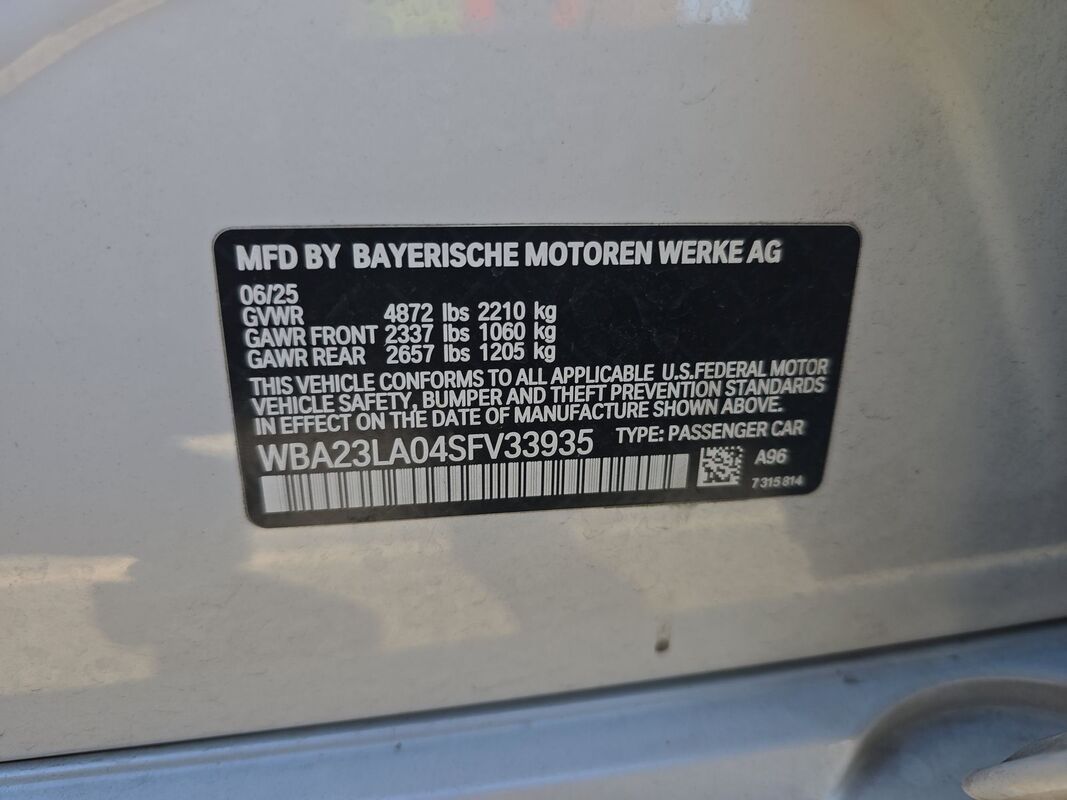 MFD BY BAYERISCHE MOTOREN WERKE AG
06/25
GVWR 4872 lbs 2210 kg
GAWR FRONT 2337 lbs 1060 kg
GAWR REAR 2657 lbs 1205 kg
THIS VEHICLE CONFORMS TO ALL APPLICABLE U.S.FEDERAL MOTOR
VEHICLE SAFETY, BUMPER AND THEFT PREVENTION STANDARDS
IN EFFECT ON THE DATE OF MANUFACTURE SHOWN ABOVE.
WBA23LA04SFV33935 TYPE: PASSENGER CAR
A96
7 315 814